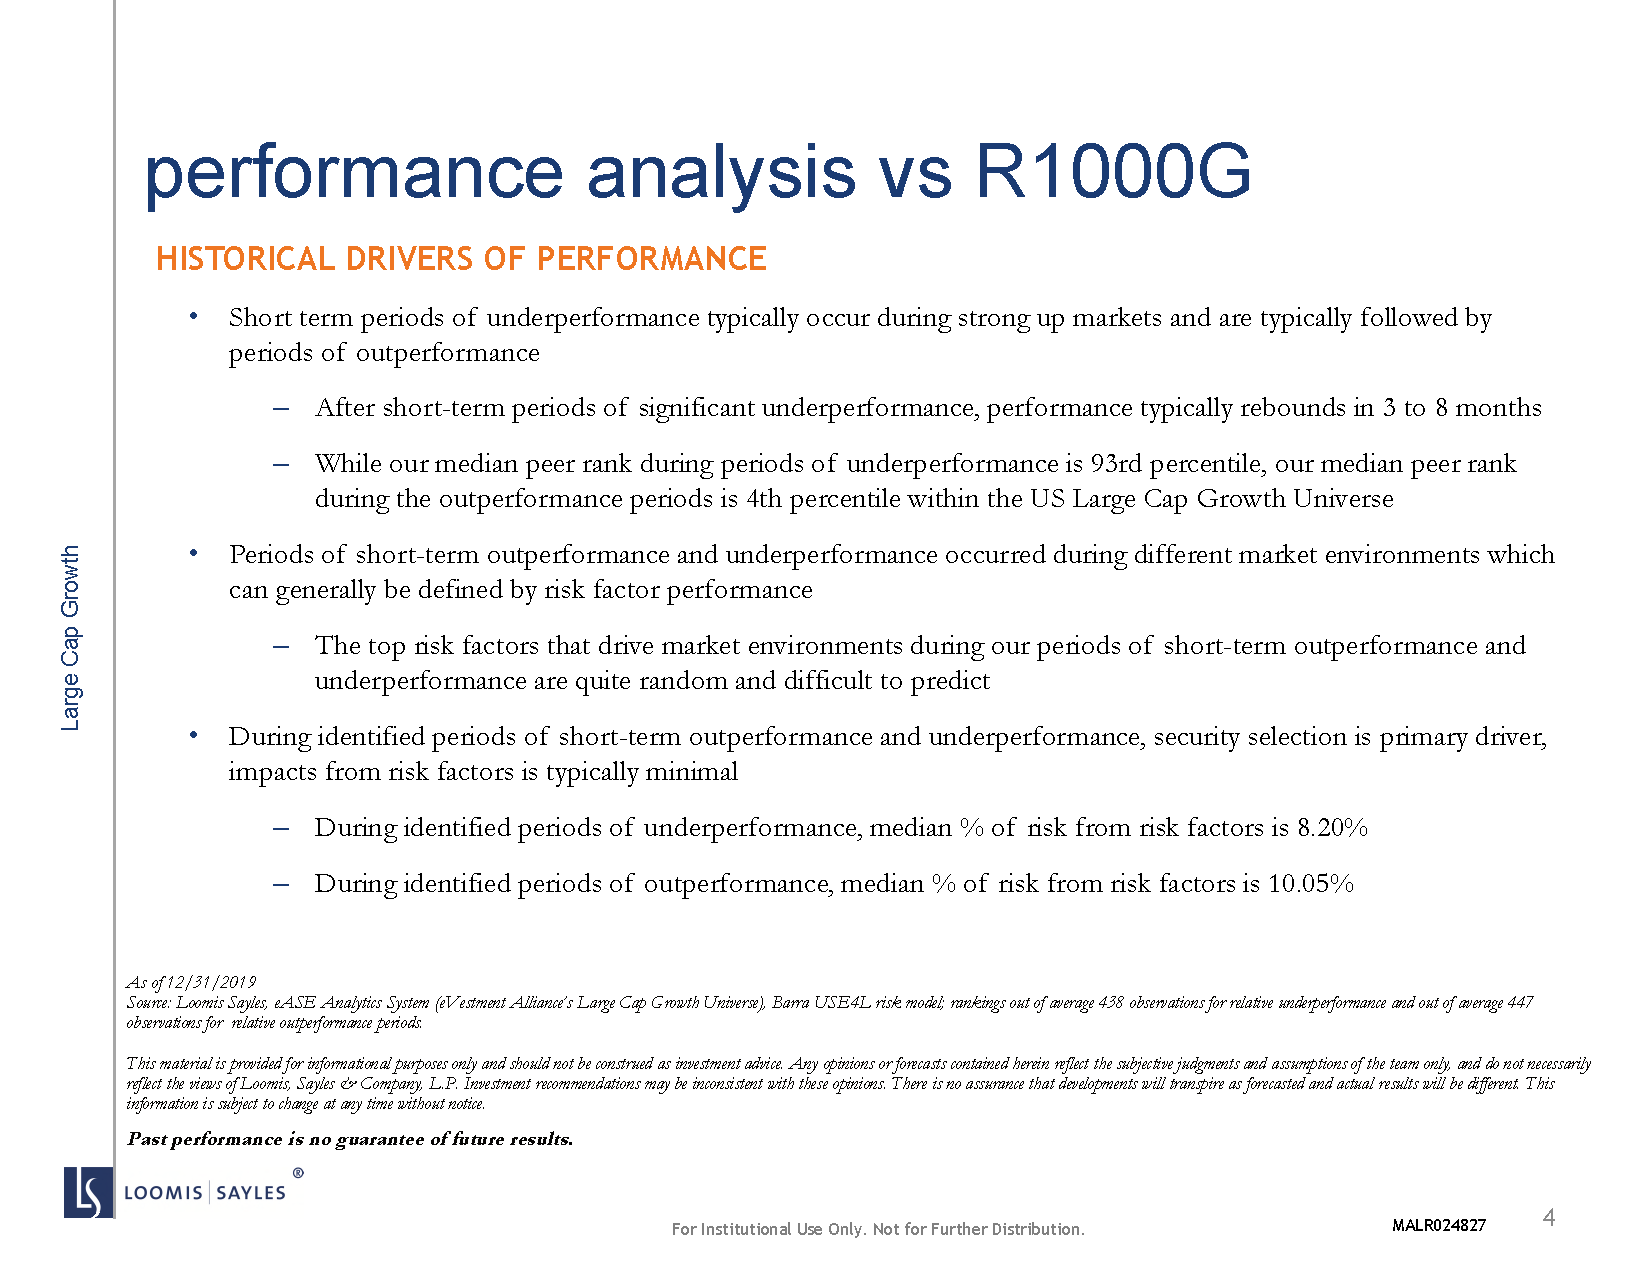 performance analysis vs R1000G
HISTORICAL DRIVERS OF PERFORMANCE
• Short term periods of underperformance typically occur during strong up markets and are typically followed by
periods of outperformance
– After short-term periods of significant underperformance, performance typically rebounds in 3 to 8 months
– While our median peer rank during periods of underperformance is 93rd percentile, our median peer rank
during the outperformance periods is 4th percentile within the US Large Cap Growth Universe
• Periods of short-term outperformance and underperformance occurred during different market environments which
can generally be defined by risk factor performance
– The top risk factors that drive market environments during our periods of short-term outperformance and
underperformance are quite random and difficult to predict
• During identified periods of short-term outperformance and underperformance, security selection is primary driver,
impacts from risk factors is typically minimal
– During identified periods of underperformance, median % of risk from risk factors is 8.20%
– During identified periods of outperformance, median % of risk from risk factors is 10.05%
Large Cap Growth
As of 12/31/2019
Source: Loomis Sayles, eASE Analytics System (eVestment Alliance's Large Cap Growth Universe), Barra USE4L risk model; rankings out of average 438 observations for relative underperformance and out of average 447
observations for relative outperformance periods.
This material is provided for informational purposes only and should not be construed as investment advice. Any opinions or forecasts contained herein reflect the subjective judgments and assumptions of the team only, and do not necessarily
reflect the views of Loomis, Sayles & Company, L.P. Investment recommendations may be inconsistent with these opinions. There is no assurance that developments will transpire as forecasted and actual results will be different. This
information is subject to change at any time without notice.
Past performance is no guarantee of future results.
LS LOOMIS | SAYLES ®
For Institutional Use Only. Not for Further Distribution.
MALR024827
4